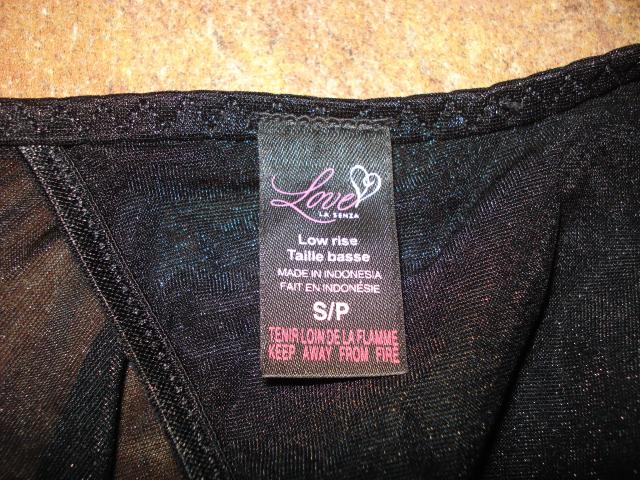 Love
LA SENZA
Low rise
Taille basse
MADE IN INDONESIA
FAIT EN INDONÉSIE
S/P
TENIR LOIN DE LA FLAMME
KEEP AWAY FROM FIRE